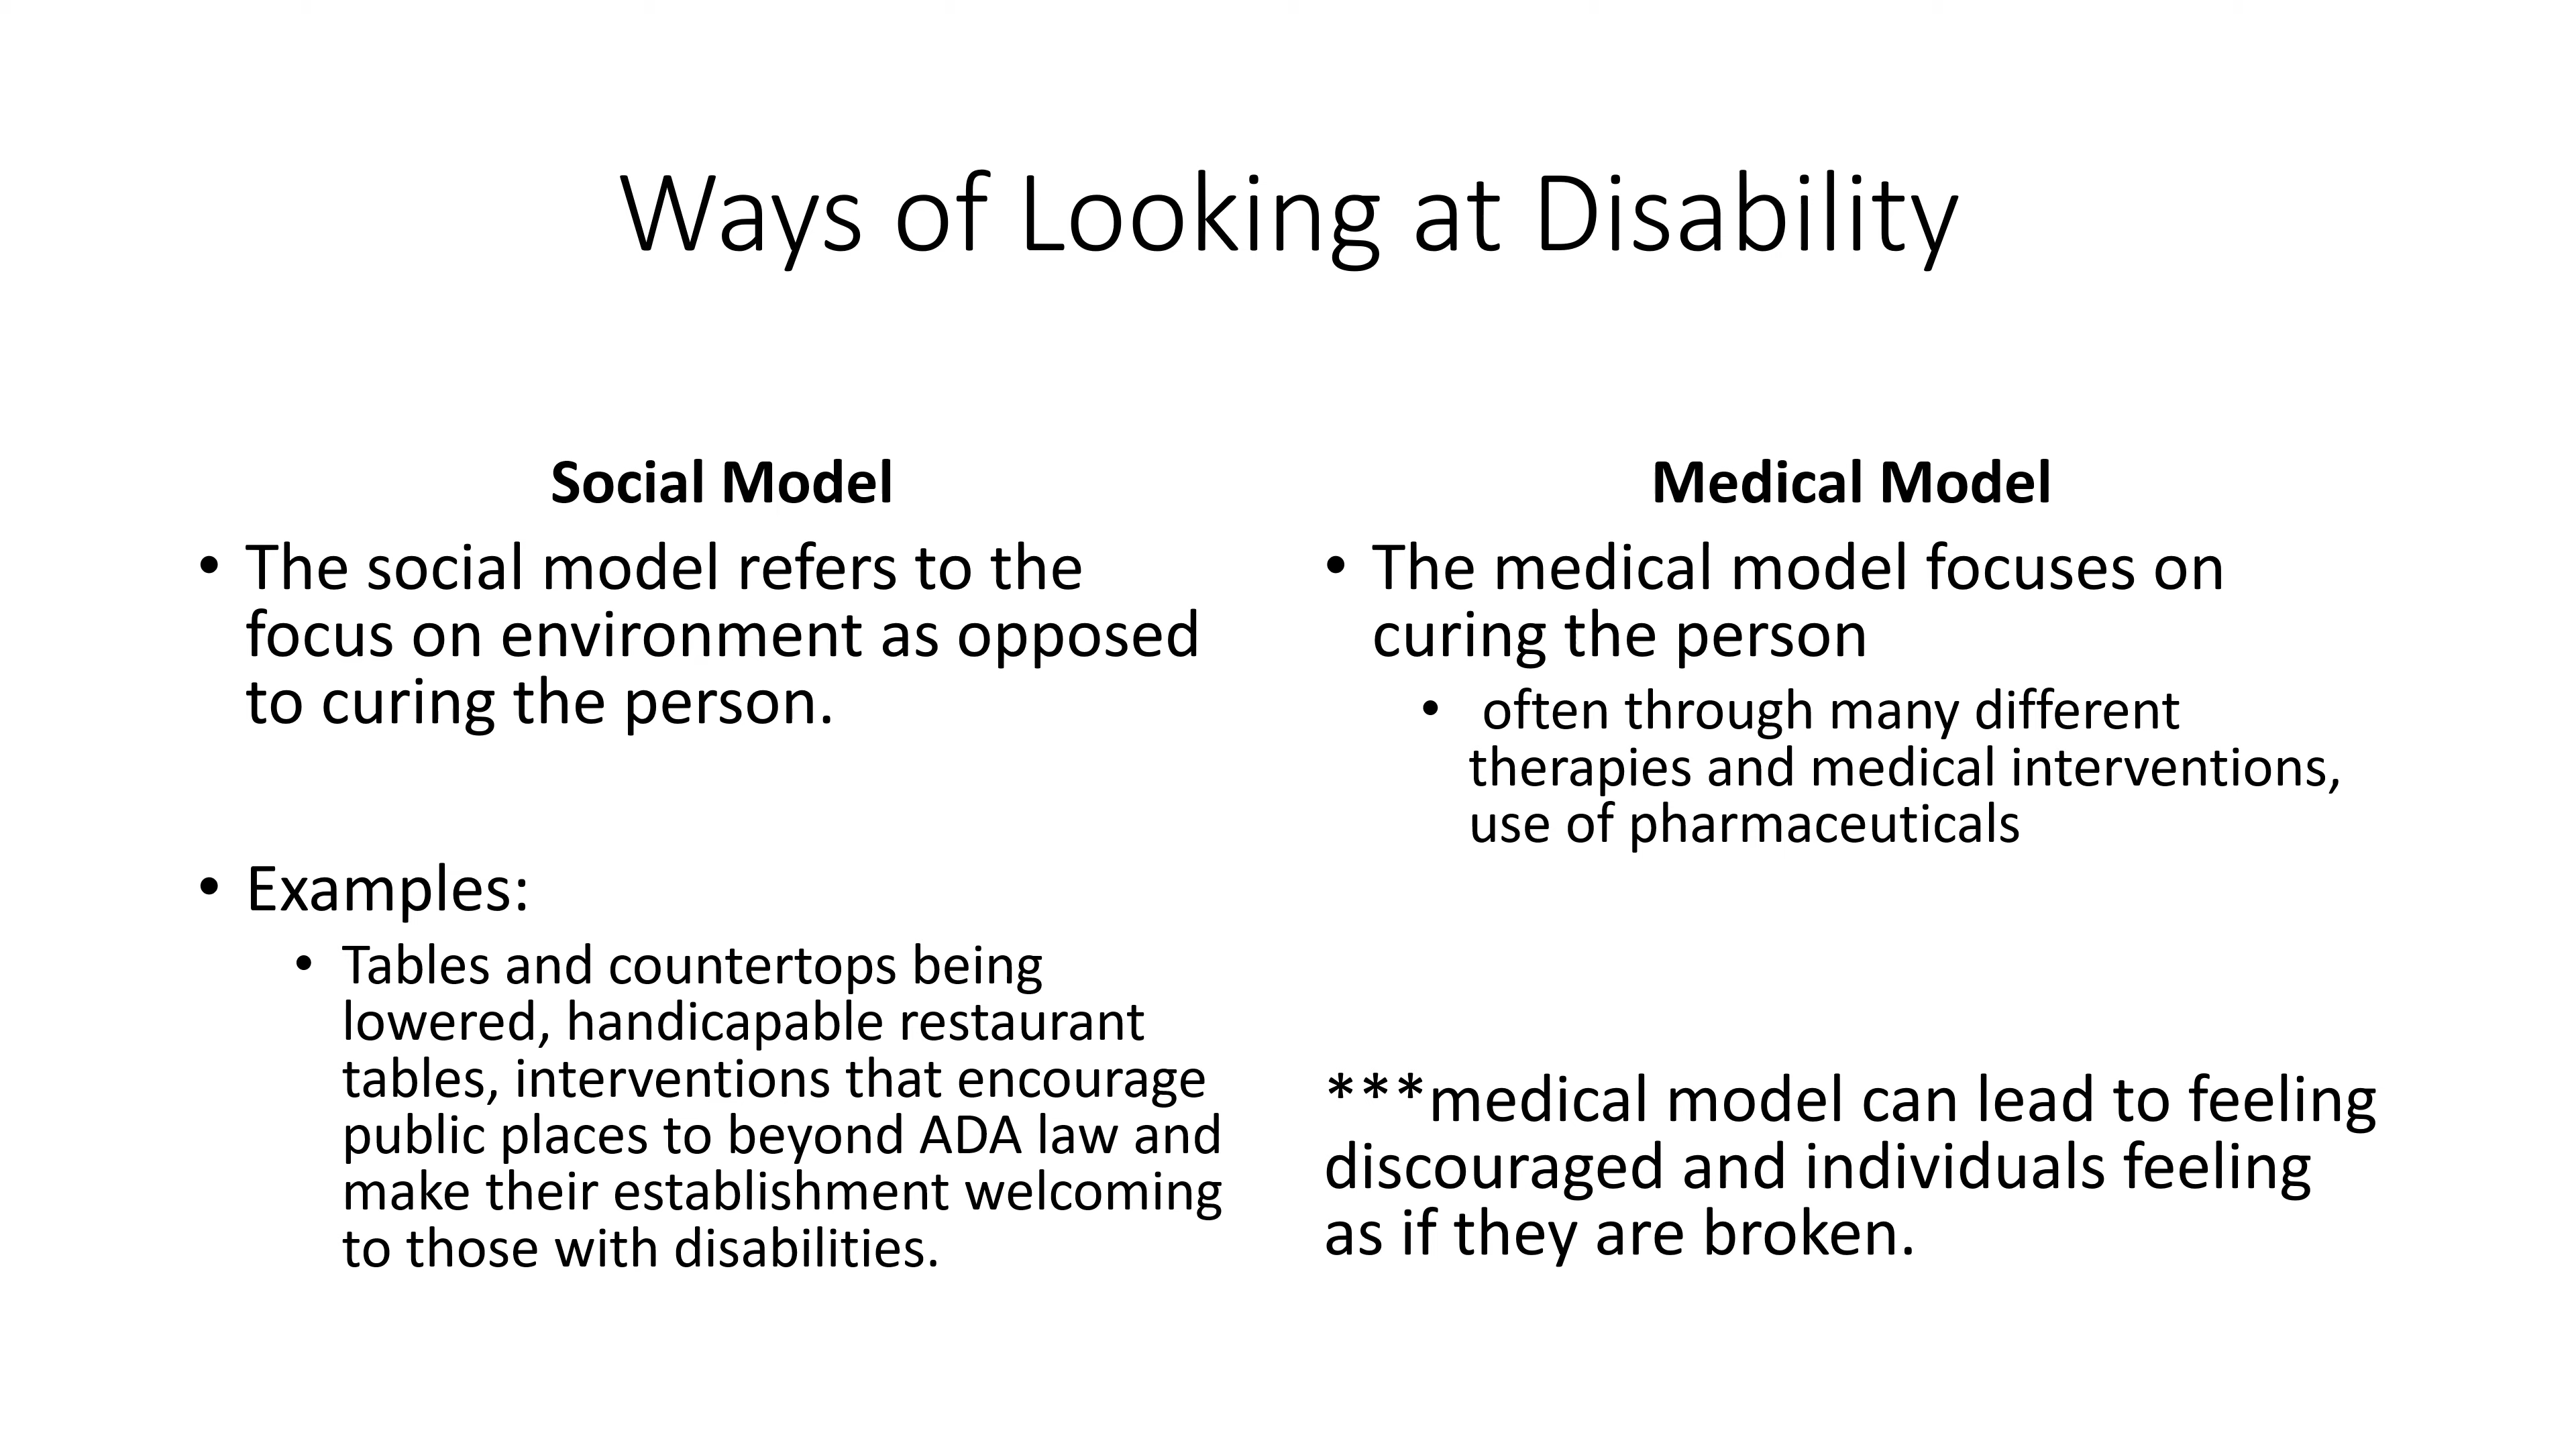 Ways of Looking at Disability
Social Model
• The social model refers to the
focus on environment as opposed
to curing the person.
• Examples:
• Tables and countertops being
lowered, handicapable restaurant
tables, interventions that encourage
public places to beyond ADA law and
make their establishment welcoming
to those with disabilities.
Medical Model
• The medical model focuses on
curing the person
• often through many different
therapies and medical interventions,
use of pharmaceuticals
***medical model can lead to feeling
discouraged and individuals feeling
as if they are broken.